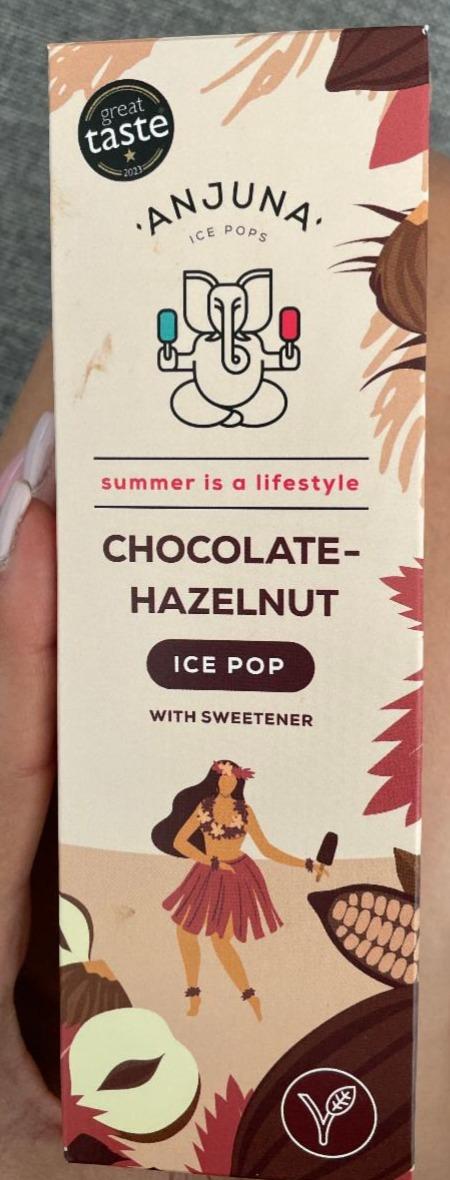 great
taste
2023
ANJUNA
ICE POPS
summer is a lifestyle
CHOCOLATE-
HAZELNUT
ICE POP
WITH SWEETENER